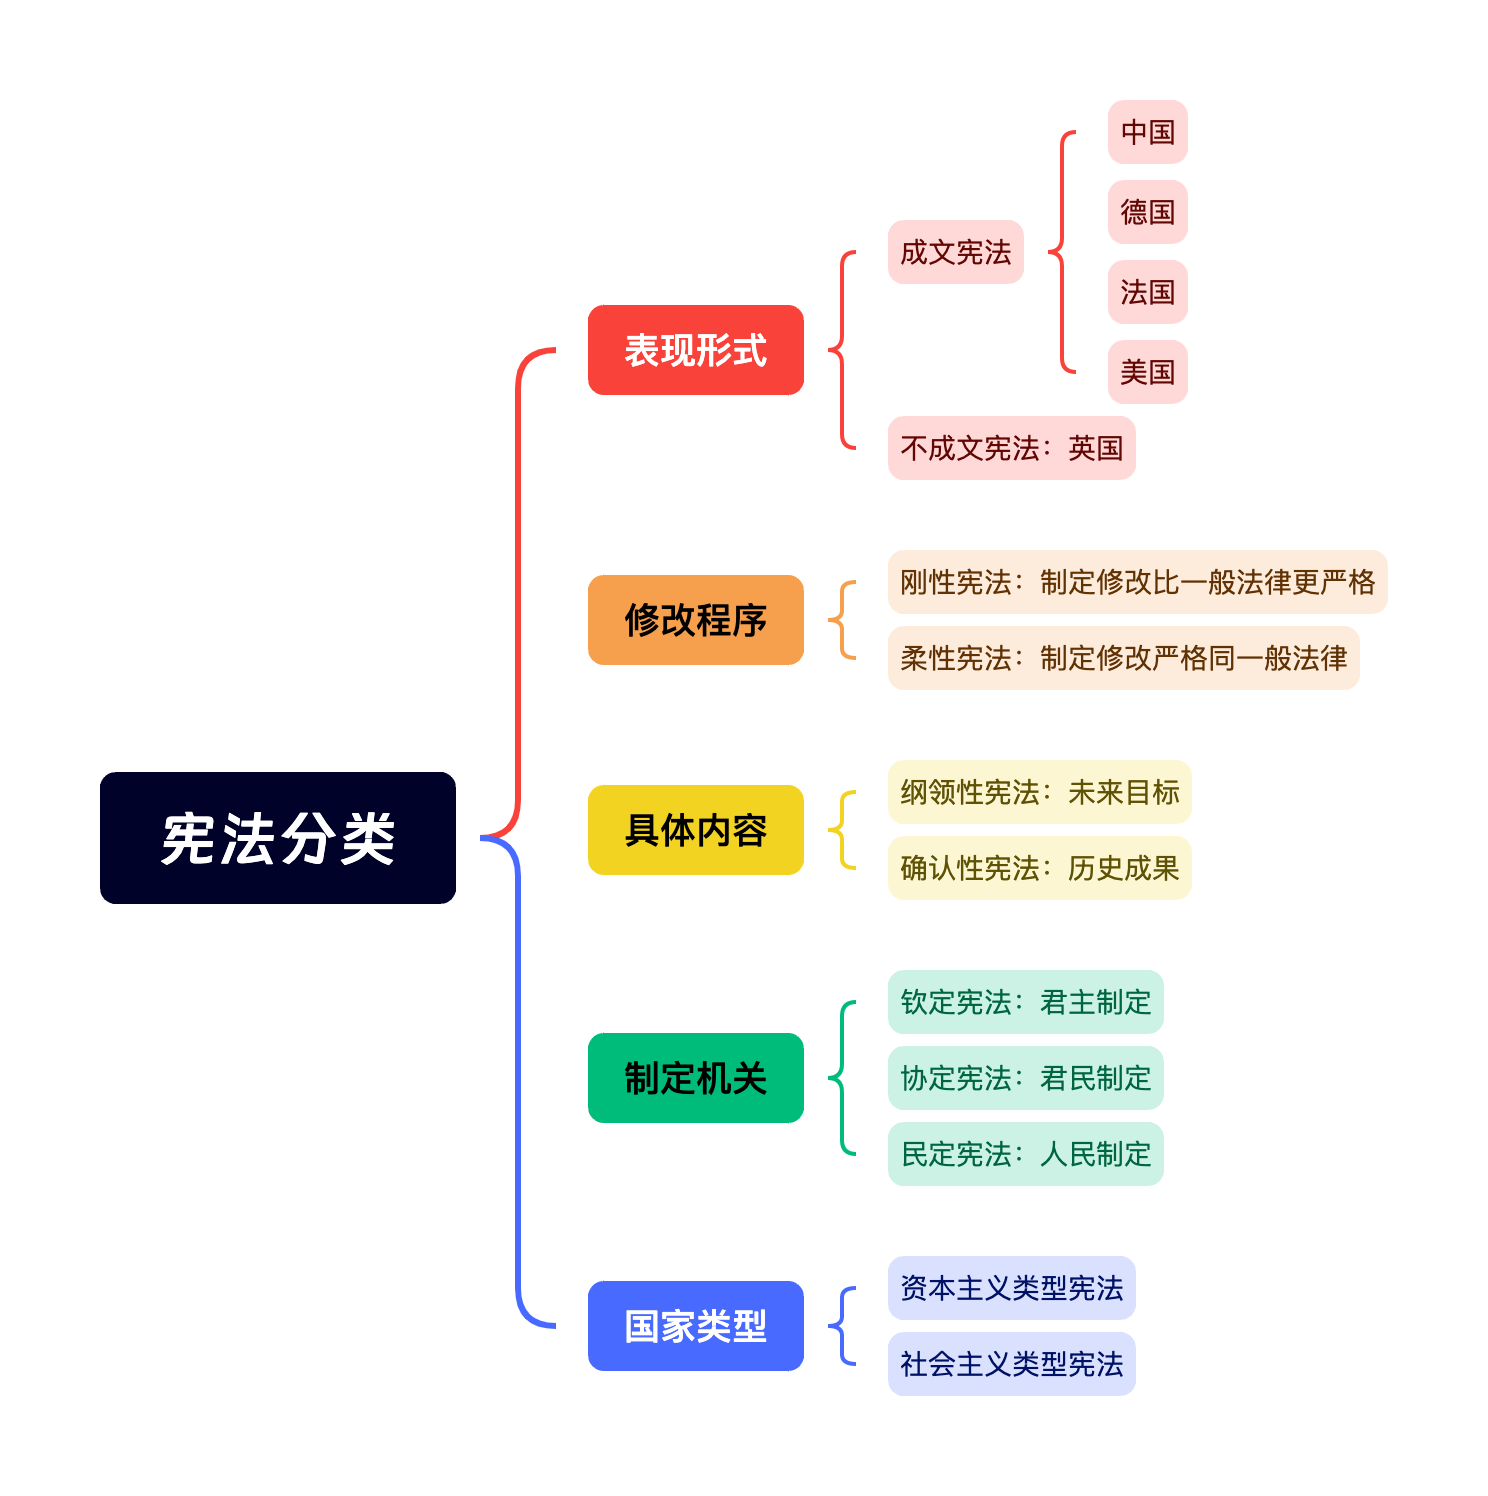 宪法分类
表现形式
成文宪法
中国
德国
法国
美国
不成文宪法：英国
修改程序
刚性宪法：制定修改比一般法律更严格
柔性宪法：制定修改严格同一般法律
具体内容
纲领性宪法：未来目标
确认性宪法：历史成果
制定机关
钦定宪法：君主制定
协定宪法：君民制定
民定宪法：人民制定
国家类型
资本主义类型宪法
社会主义类型宪法